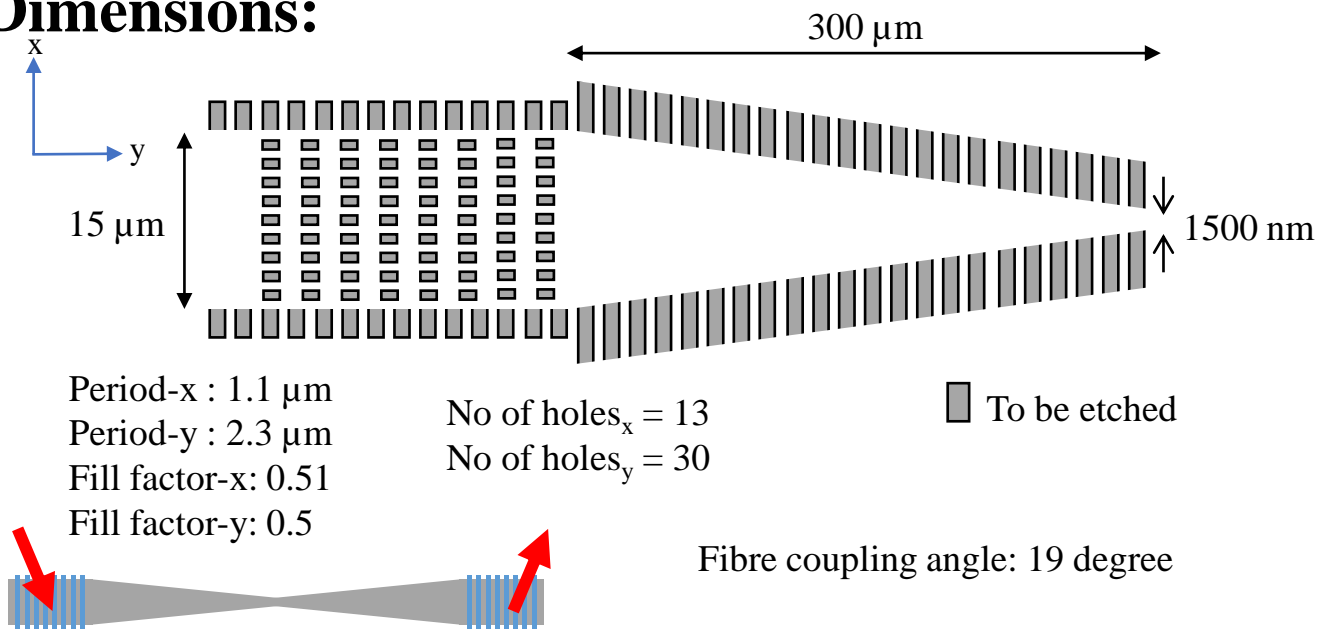 Dimensions:
300 µm
x
y
15 µm
1500 nm
Period-x : 1.1 µm
Period-y : 2.3 µm
Fill factor-x: 0.51
Fill factor-y: 0.5
No of holesx = 13
No of holesy = 30
To be etched
Fibre coupling angle: 19 degree